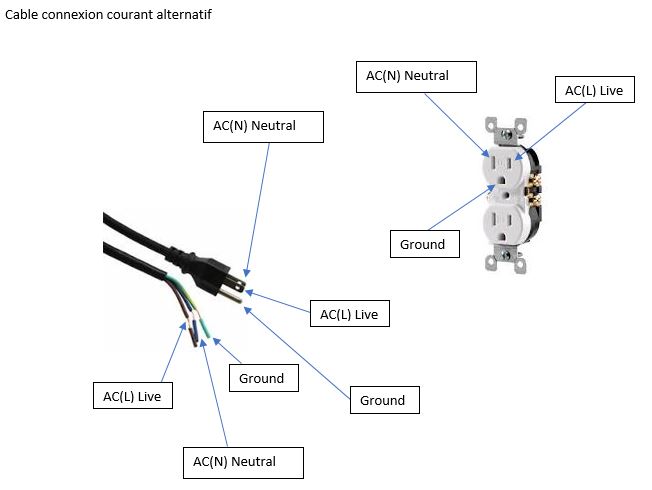 Cable connexion courant alternatif
AC(N) Neutral
AC(L) Live
AC(N) Neutral
Ground
AC(L) Live
Ground
AC(L) Live
Ground
AC(N) Neutral